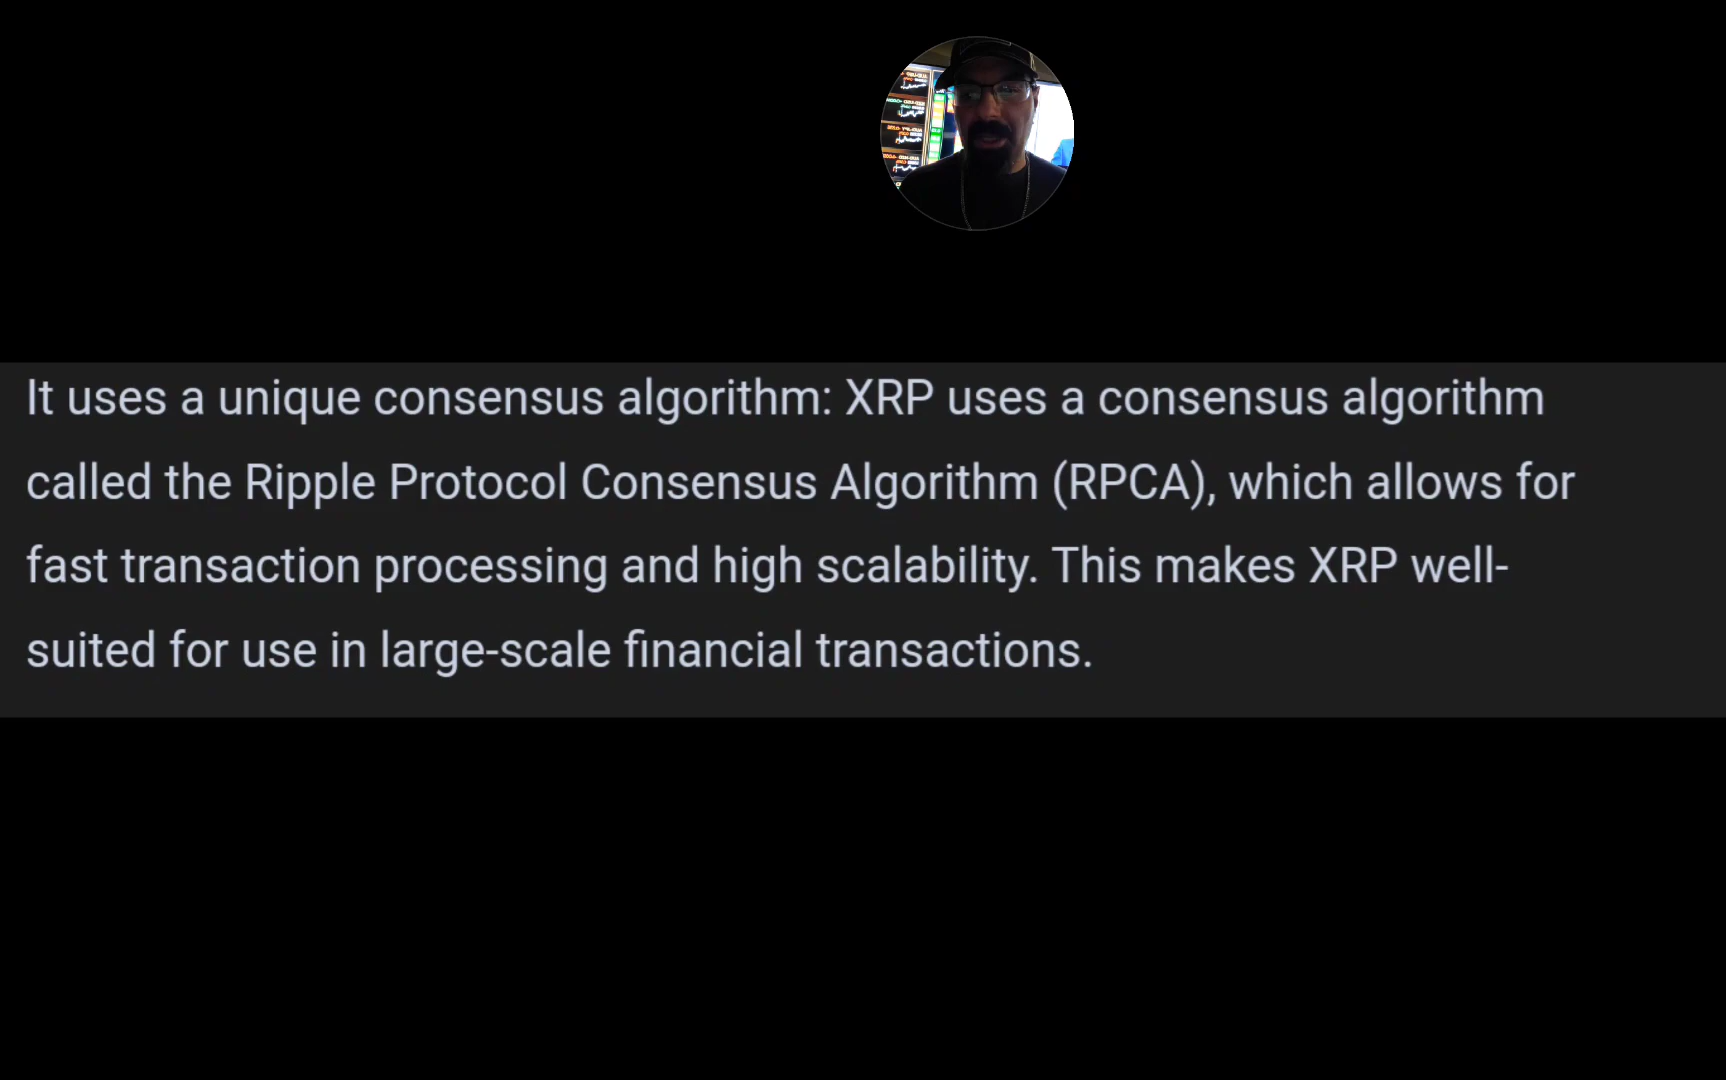 It uses a unique consensus algorithm: XRP uses a consensus algorithm
called the Ripple Protocol Consensus Algorithm (RPCA), which allows for
fast transaction processing and high scalability. This makes XRP well-
suited for use in large-scale financial transactions.